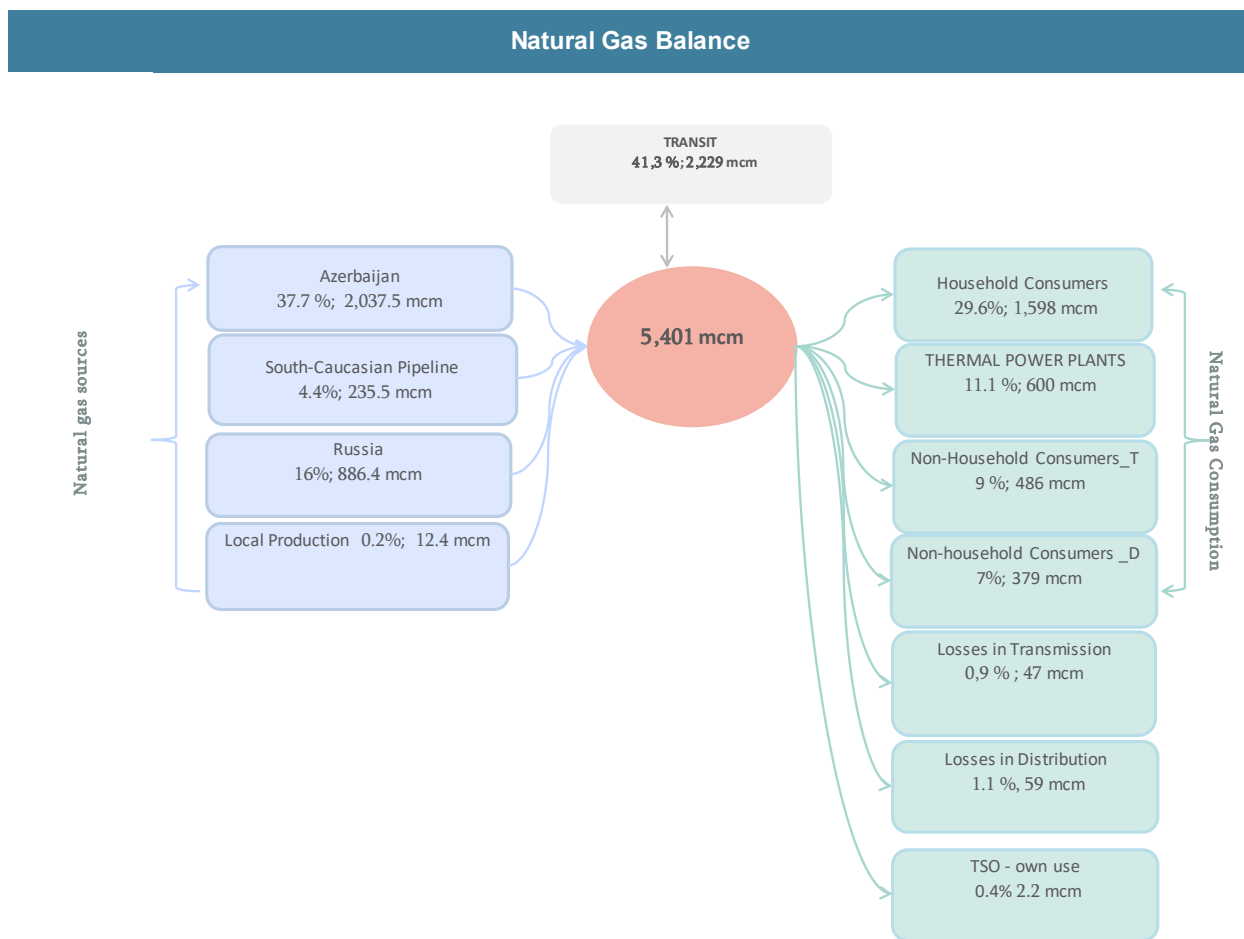 Natural Gas Balance
TRANSIT
41,3 %; 2,229 mcm
5,401 mcm
Natural gas sources
Azerbaijan
37.7 %; 2,037.5 mcm
South-Caucasian Pipeline
4.4%; 235.5 mcm
Russia
16%; 886.4 mcm
Local Production 0.2%; 12.4 mcm
Household Consumers
29.6%; 1,598 mcm
THERMAL POWER PLANTS
11.1 %; 600 mcm
Non-Household Consumers_T
9 %; 486 mcm
Non-household Consumers _D
7%; 379 mcm
Losses in Transmission
0,9 % ; 47 mcm
Losses in Distribution
1.1 %, 59 mcm
TSO - own use
0.4% 2.2 mcm
Natural Gas Consumption